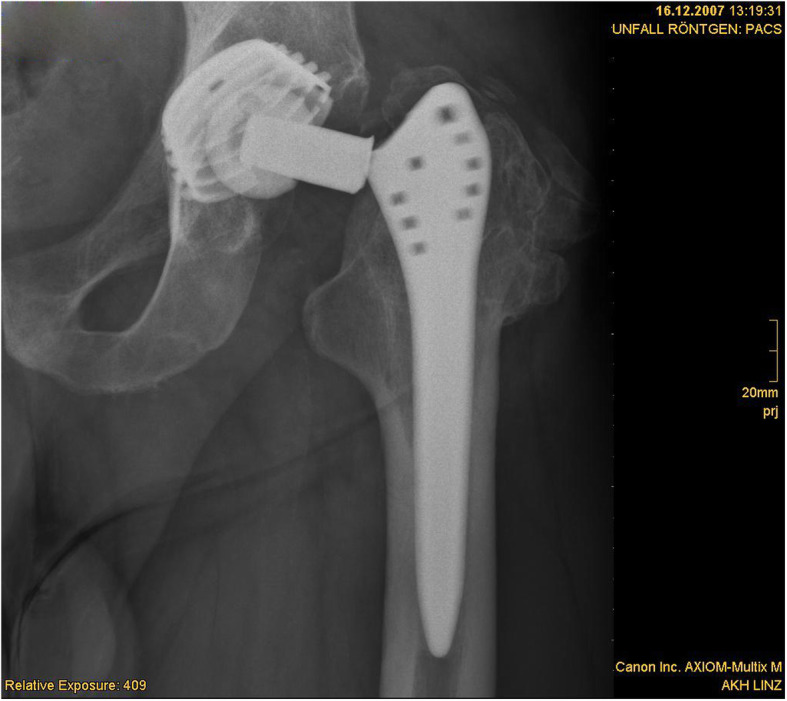 16.12.2007 13:19:31
UNFALL RÖNTGEN: PACS
20mm
prj
Canon Inc. AXIOM-Multix M
AKH LINZ
Relative Exposure: 409